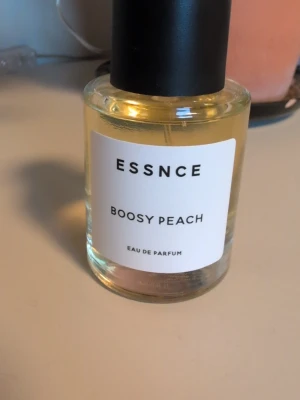 ESSNCE
BOOSY PEACH
EAU DE PARFUM